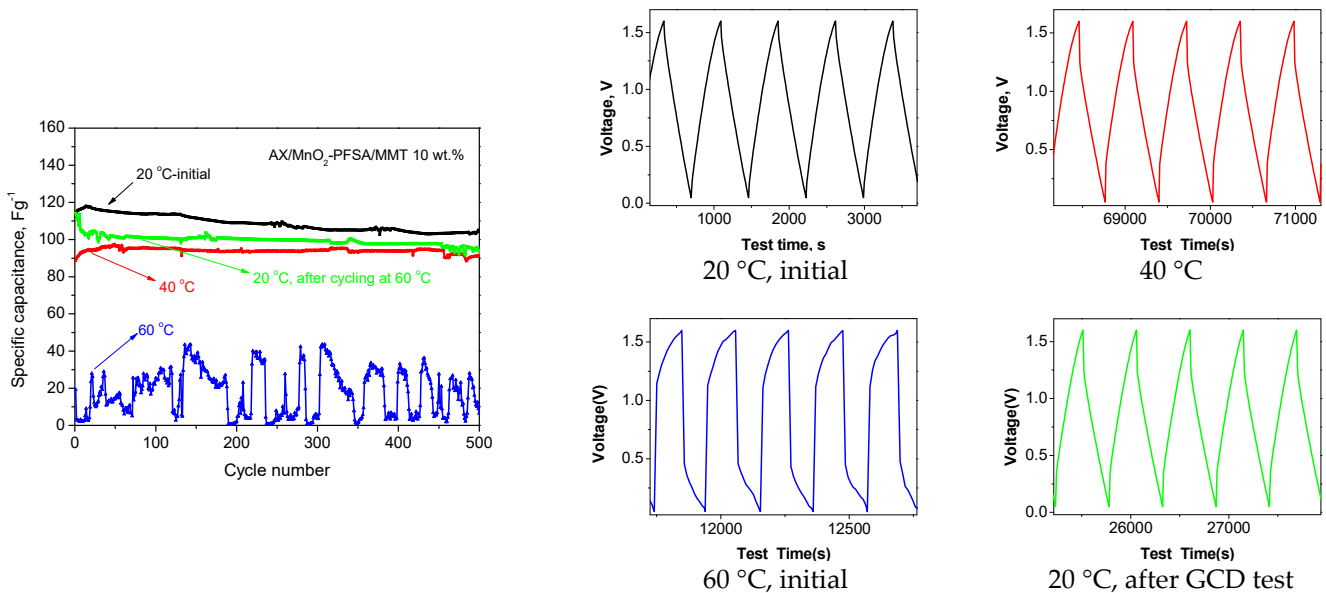 160
140
120
100
80
60
40
20
0
0
100
200
300
400
500
Specific capacitance, Fg⁻¹
Cycle number
AX/MnO₂-PFSA/MMT 10 wt.%
20 °C-initial
20 °C, after cycling at 60 °C
40 °C
60 °C
1.5
1.0
0.5
0.0
1000
2000
3000
Voltage, V
Test time, s
20 °C, initial
1.5
1.0
0.5
0.0
69000
70000
71000
Voltage, V
Test Time(s)
40 °C
1.5
1.0
0.5
12000
12500
Voltage(V)
Test Time(s)
60 °C, initial
1.5
1.0
0.5
0.0
26000
27000
Voltage(V)
Test Time(s)
20 °C, after GCD test